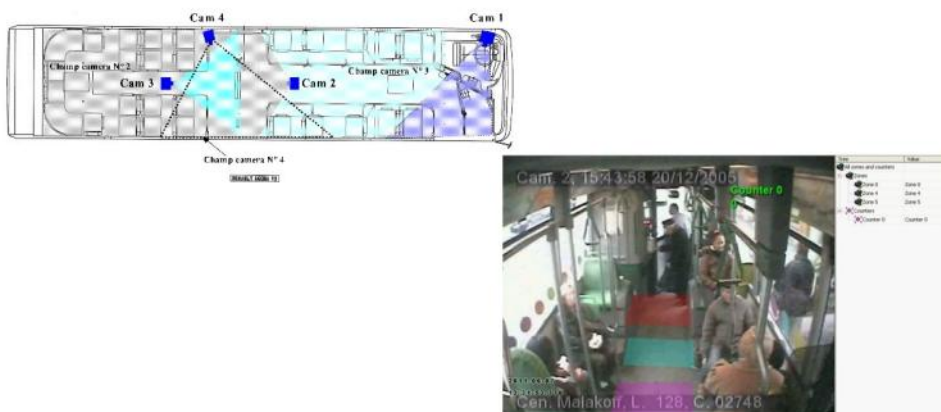 Cam 4
Cam 1
Champ camera N° 2
Champ camera N° 3
Cam 3
Cam 2
Champ camera N° 4
Cam. 2, 15:43:58 20/12/2005
Counter 0
0
Cen. Malakoff, L. 128, C. 02748
Value
All zones and counters
Zones
Zone 0 Zone 0
Zone 4 Zone 4
Zone 5 Zone 5
Counters
Counter 0 Counter 0